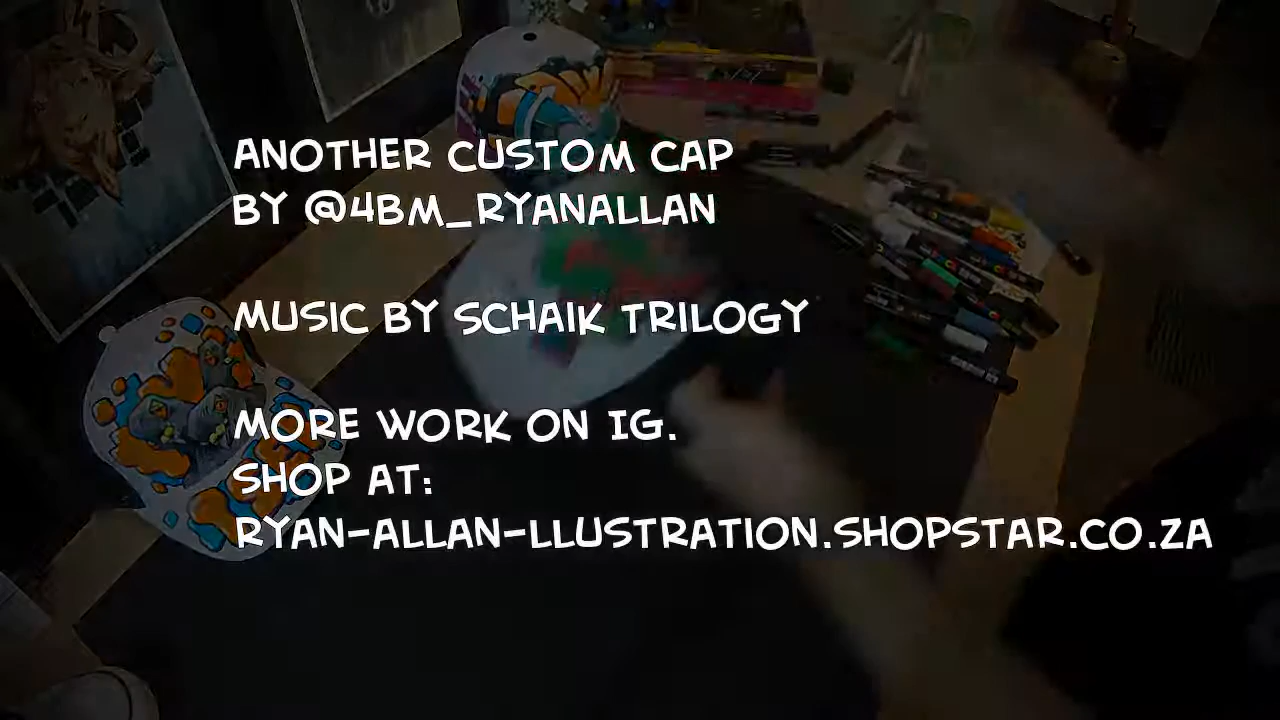 ANOTHER CUSTOM CAP
BY @4BM_RYANALLAN
MUSIC BY SCHAIK TRILOGY
MORE WORK ON IG.
SHOP AT:
RYAN-ALLAN-LLUSTRATION.SHOPSTAR.CO.ZA